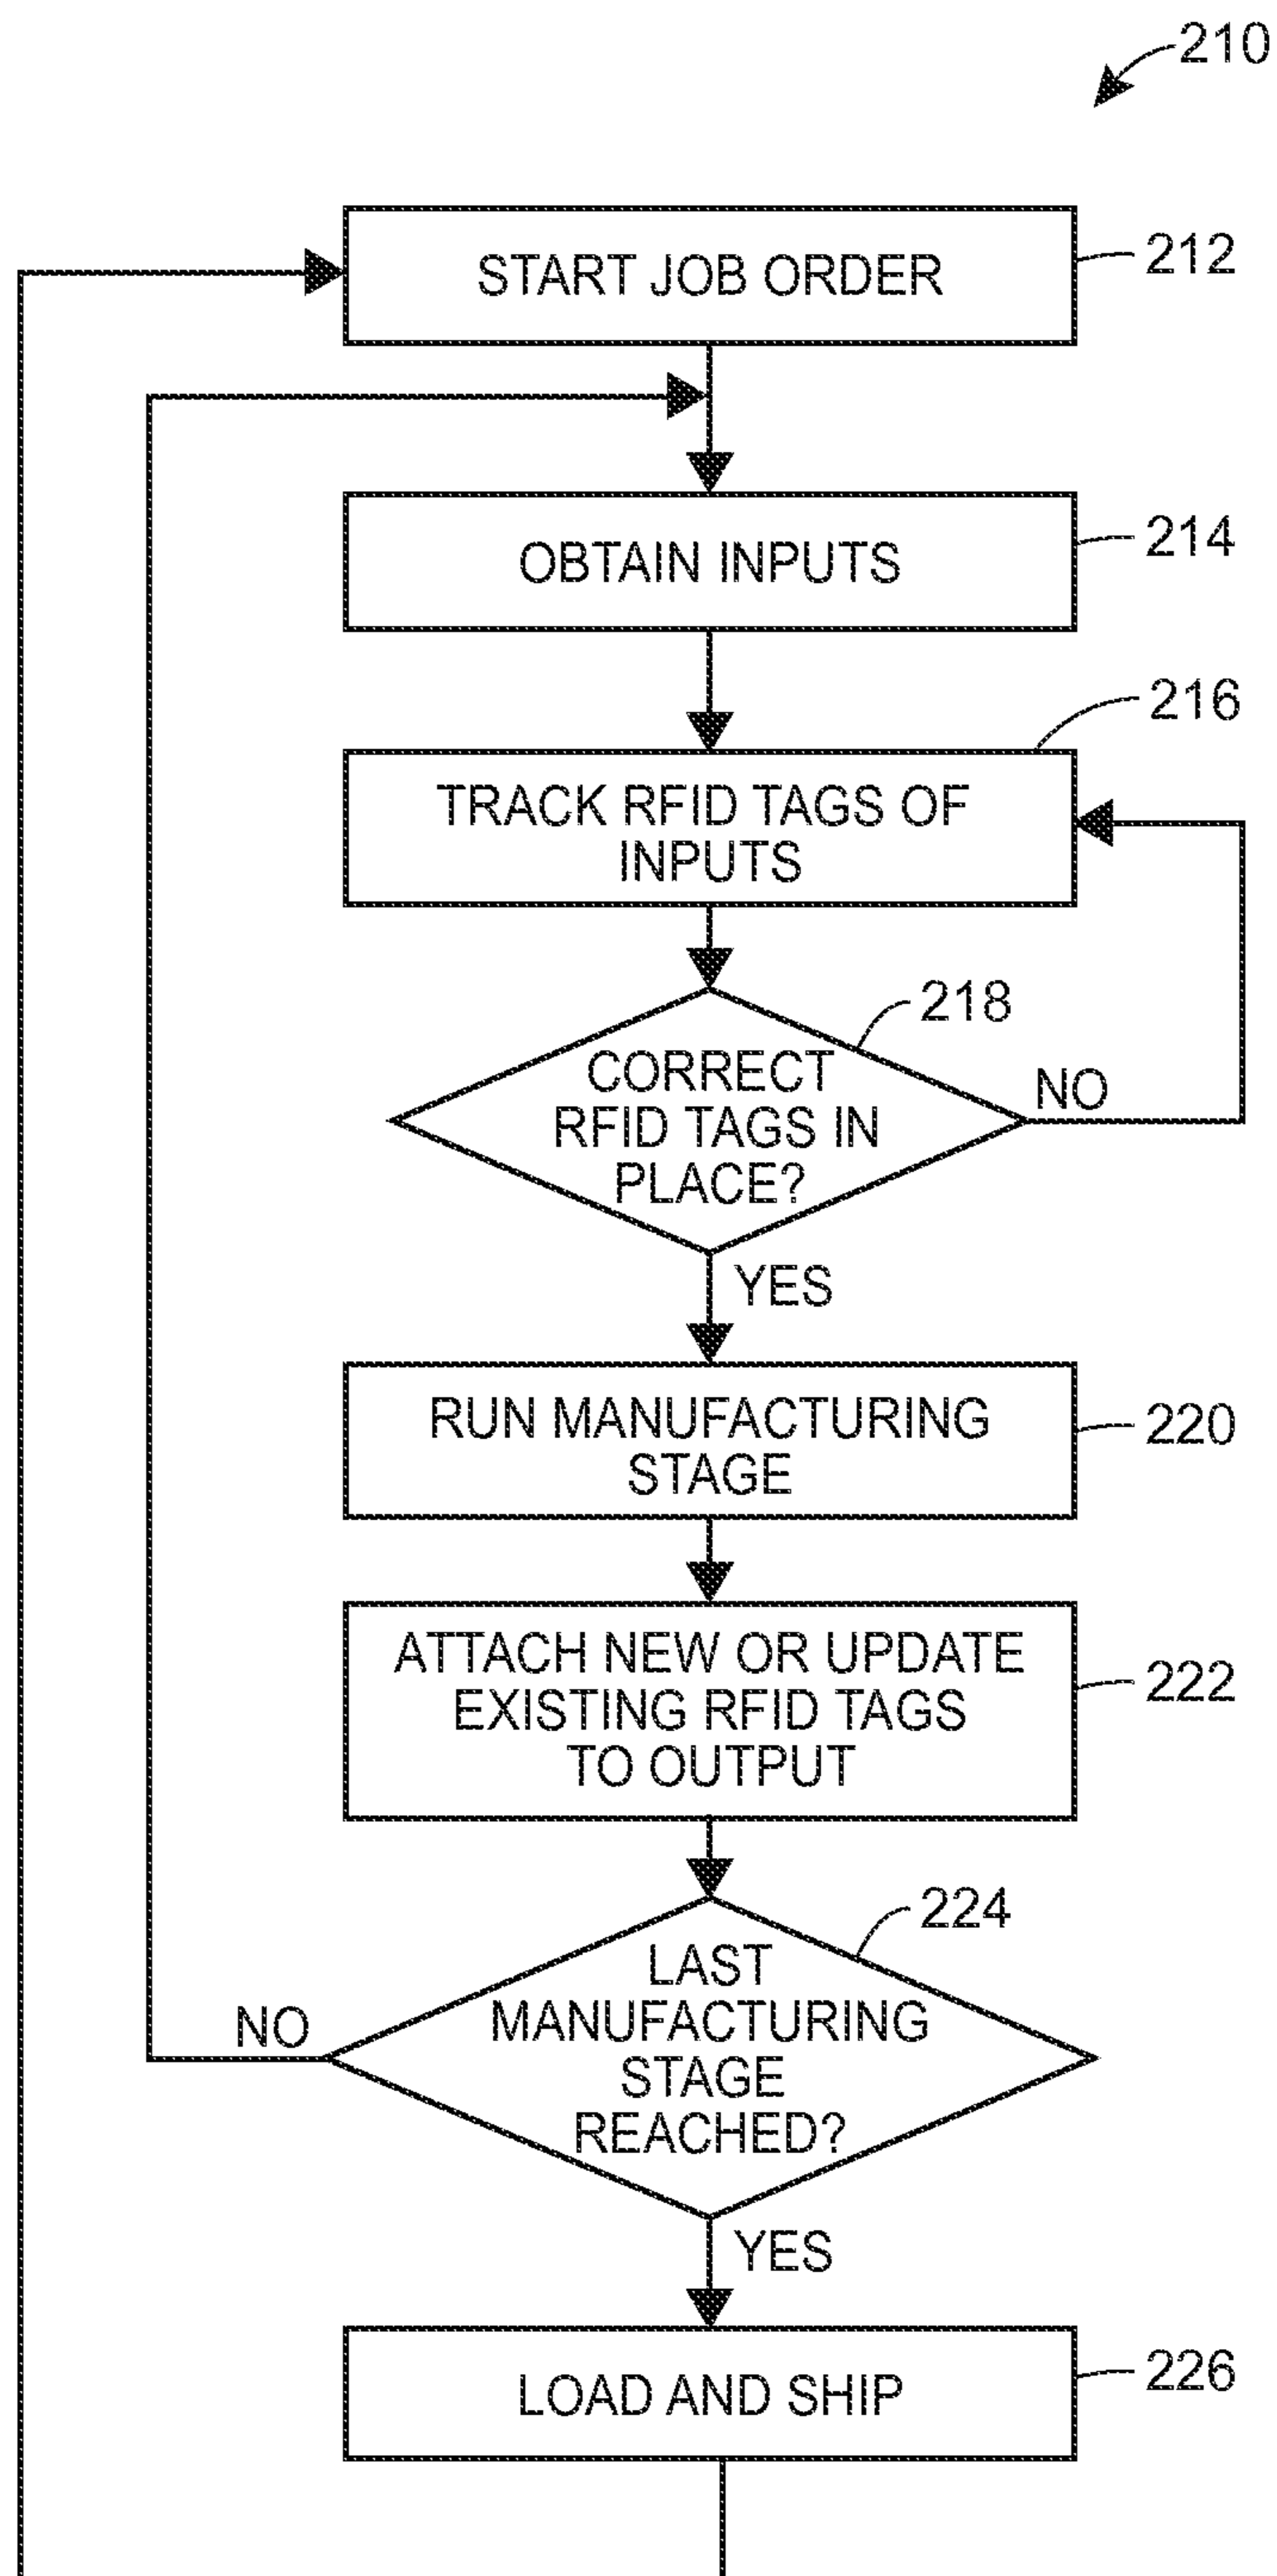 210
START JOB ORDER
212
OBTAIN INPUTS
214
216
TRACK RFID TAGS OF
INPUTS
218
CORRECT
RFID TAGS IN
PLACE?
NO
YES
RUN MANUFACTURING
STAGE
220
ATTACH NEW OR UPDATE
EXISTING RFID TAGS
TO OUTPUT
222
224
LAST
MANUFACTURING
STAGE
REACHED?
NO
YES
LOAD AND SHIP
226